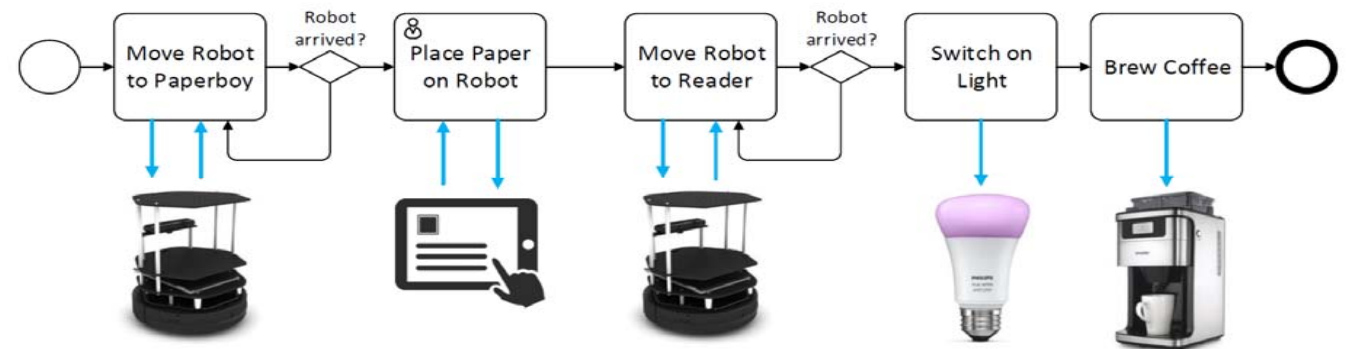 Robot
arrived?
Move Robot
to Paperboy
Place Paper
on Robot
Move Robot
to Reader
Robot
arrived?
Switch on
Light
Brew Coffee
PHILIPS